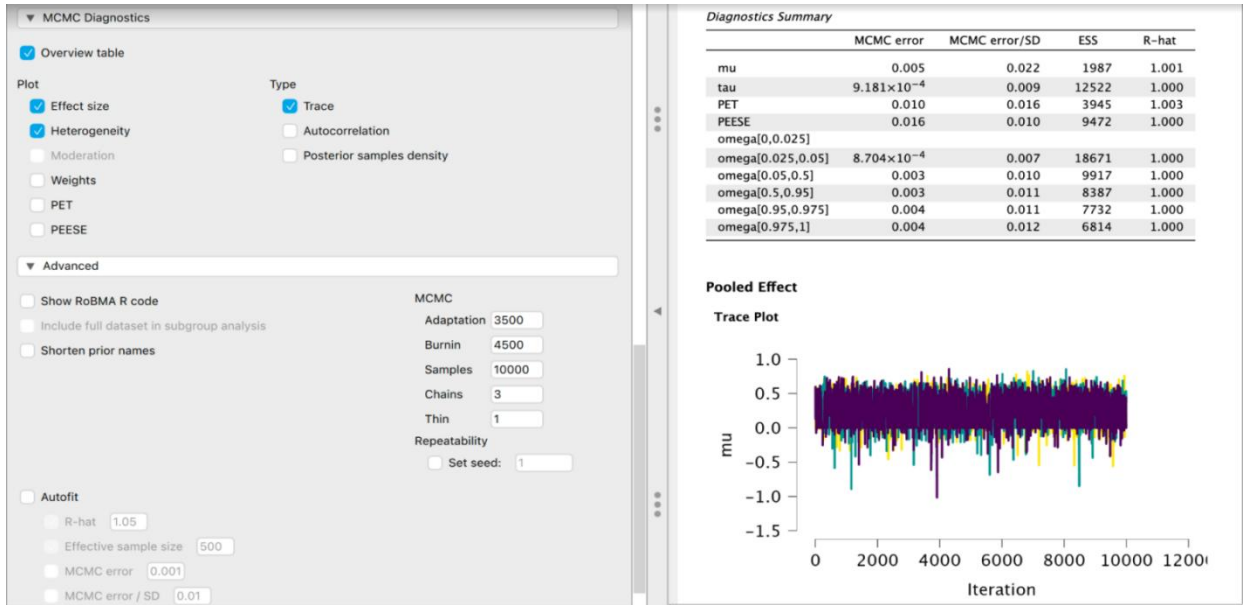 MCMC Diagnostics
Overview table
Plot
Type
Effect size
Trace
Heterogeneity
Autocorrelation
Moderation
Posterior samples density
Weights
PET
PEESE
Advanced
Show RoBMA R code
Include full dataset in subgroup analysis
Shorten prior names
MCMC
Adaptation 3500
Burnin 4500
Samples 10000
Chains 3
Thin 1
Repeatability
Set seed: 1
Autofit
R-hat 1.05
Effective sample size 500
MCMC error 0.001
MCMC error / SD 0.01
Diagnostics Summary
MCMC error MCMC error/SD ESS R-hat
mu 0.005 0.022 1987 1.001
tau 9.181×10⁻⁴ 0.009 12522 1.000
PET 0.010 0.016 3945 1.003
PEESE 0.016 0.010 9472 1.000
omega[0,0.025]
omega[0.025,0.05] 8.704×10⁻⁴ 0.007 18671 1.000
omega[0.05,0.5] 0.003 0.010 9917 1.000
omega[0.5,0.95] 0.003 0.011 8387 1.000
omega[0.95,0.975] 0.004 0.011 7732 1.000
omega[0.975,1] 0.004 0.012 6814 1.000
Pooled Effect
Trace Plot
1.0
0.5
0.0
−0.5
−1.0
−1.5
mu
0 2000 4000 6000 8000 10000
Iteration